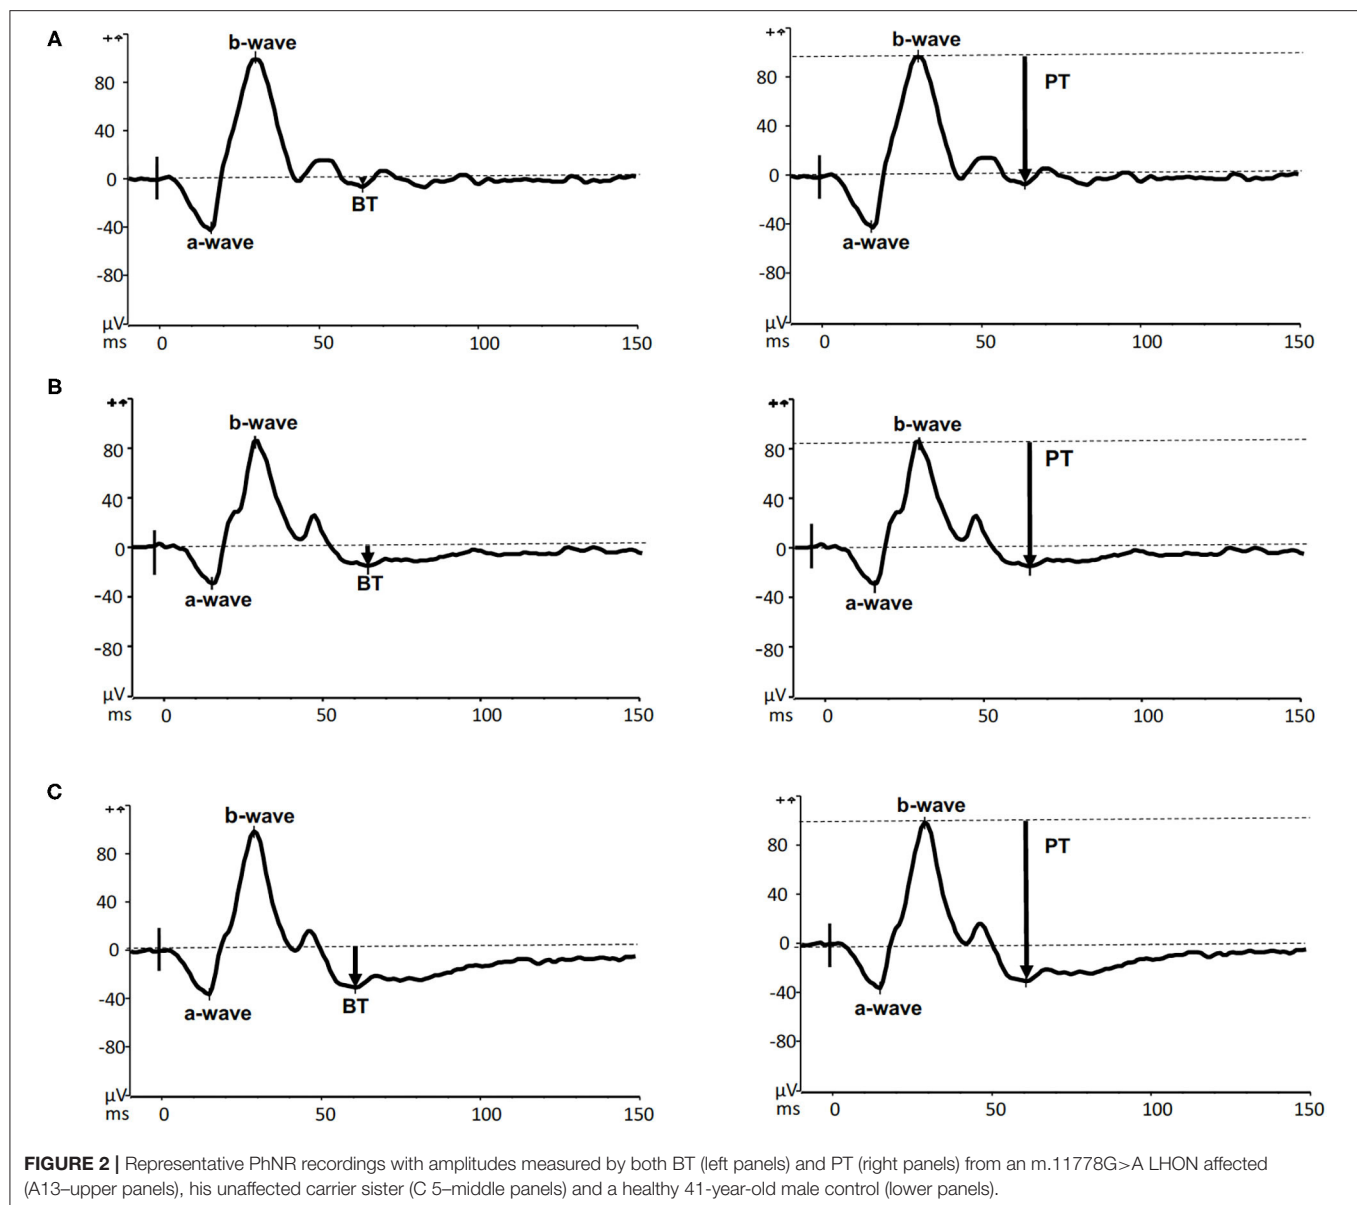 A
b-wave
80
40
0
-40
-80
µV
ms
0
50
100
150
a-wave
BT
b-wave
PT
80
40
0
-40
-80
µV
ms
0
50
100
150
a-wave
B
b-wave
80
40
0
-40
-80
µV
ms
0
50
100
150
a-wave
BT
b-wave
PT
80
40
0
-40
-80
µV
ms
0
50
100
150
a-wave
C
b-wave
80
40
0
-40
-80
µV
ms
0
50
100
150
a-wave
BT
b-wave
PT
80
40
0
-40
-80
µV
ms
0
50
100
150
a-wave
FIGURE 2 | Representative PhNR recordings with amplitudes measured by both BT (left panels) and PT (right panels) from an m.11778G>A LHON affected
(A13–upper panels), his unaffected carrier sister (C 5–middle panels) and a healthy 41-year-old male control (lower panels).